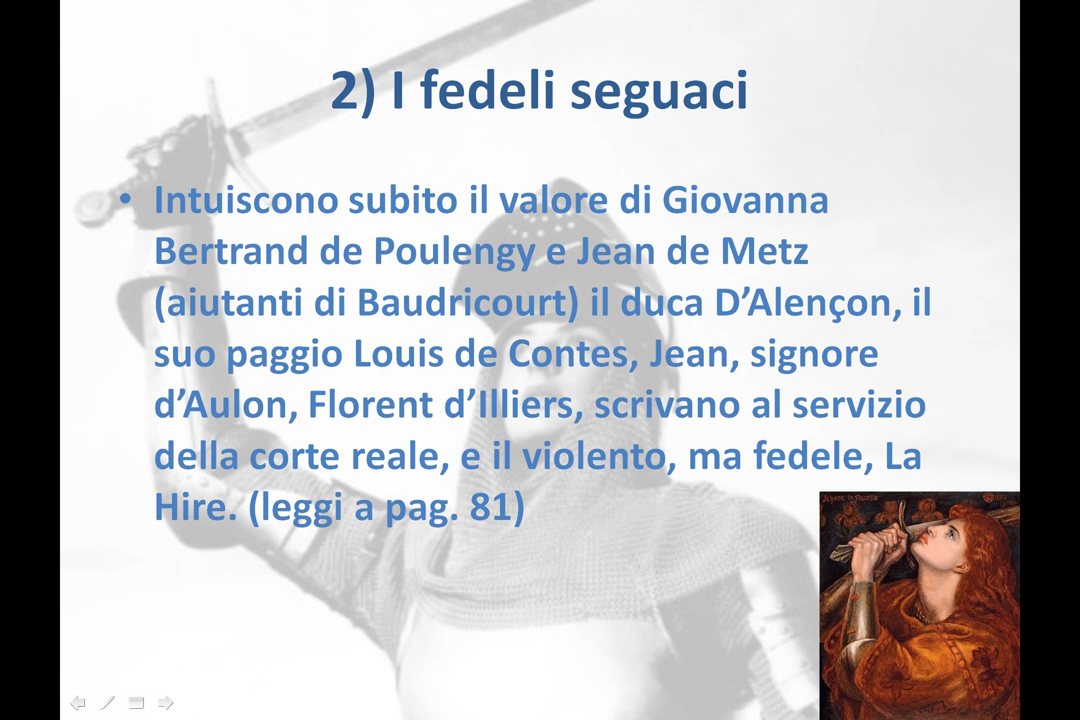 2) I fedeli seguaci
• Intuiscono subito il valore di Giovanna
Bertrand de Poulengy e Jean de Metz
(aiutanti di Baudricourt) il duca D’Alençon, il
suo paggio Louis de Contes, Jean, signore
d’Aulon, Florent d’Illiers, scrivano al servizio
della corte reale, e il violento, ma fedele, La
Hire. (leggi a pag. 81)